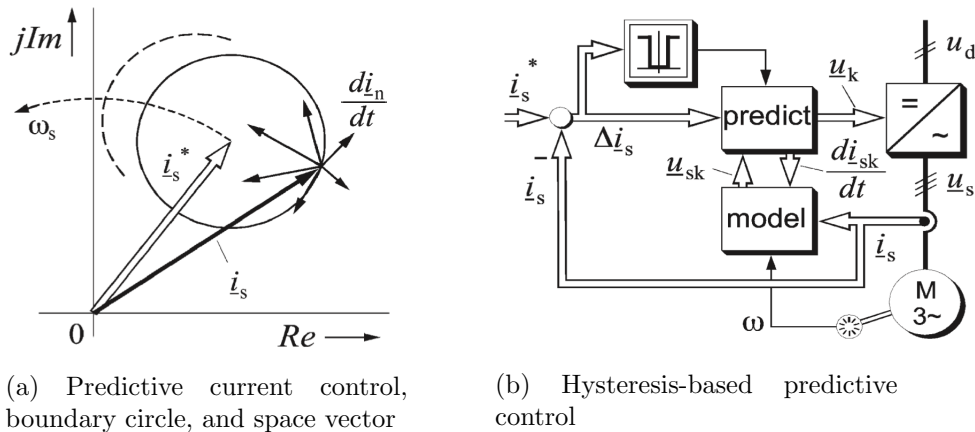 jIm
ω_s
i_s*
di_n/dt
i_s
0
Re
(a) Predictive current control,
boundary circle, and space vector
i_s*
-
i_s
Δi_s
predict
u_k
u_d
=
~
u_sk
di_sk/dt
u_s
model
i_s
ω
M
3~
(b) Hysteresis-based predictive
control